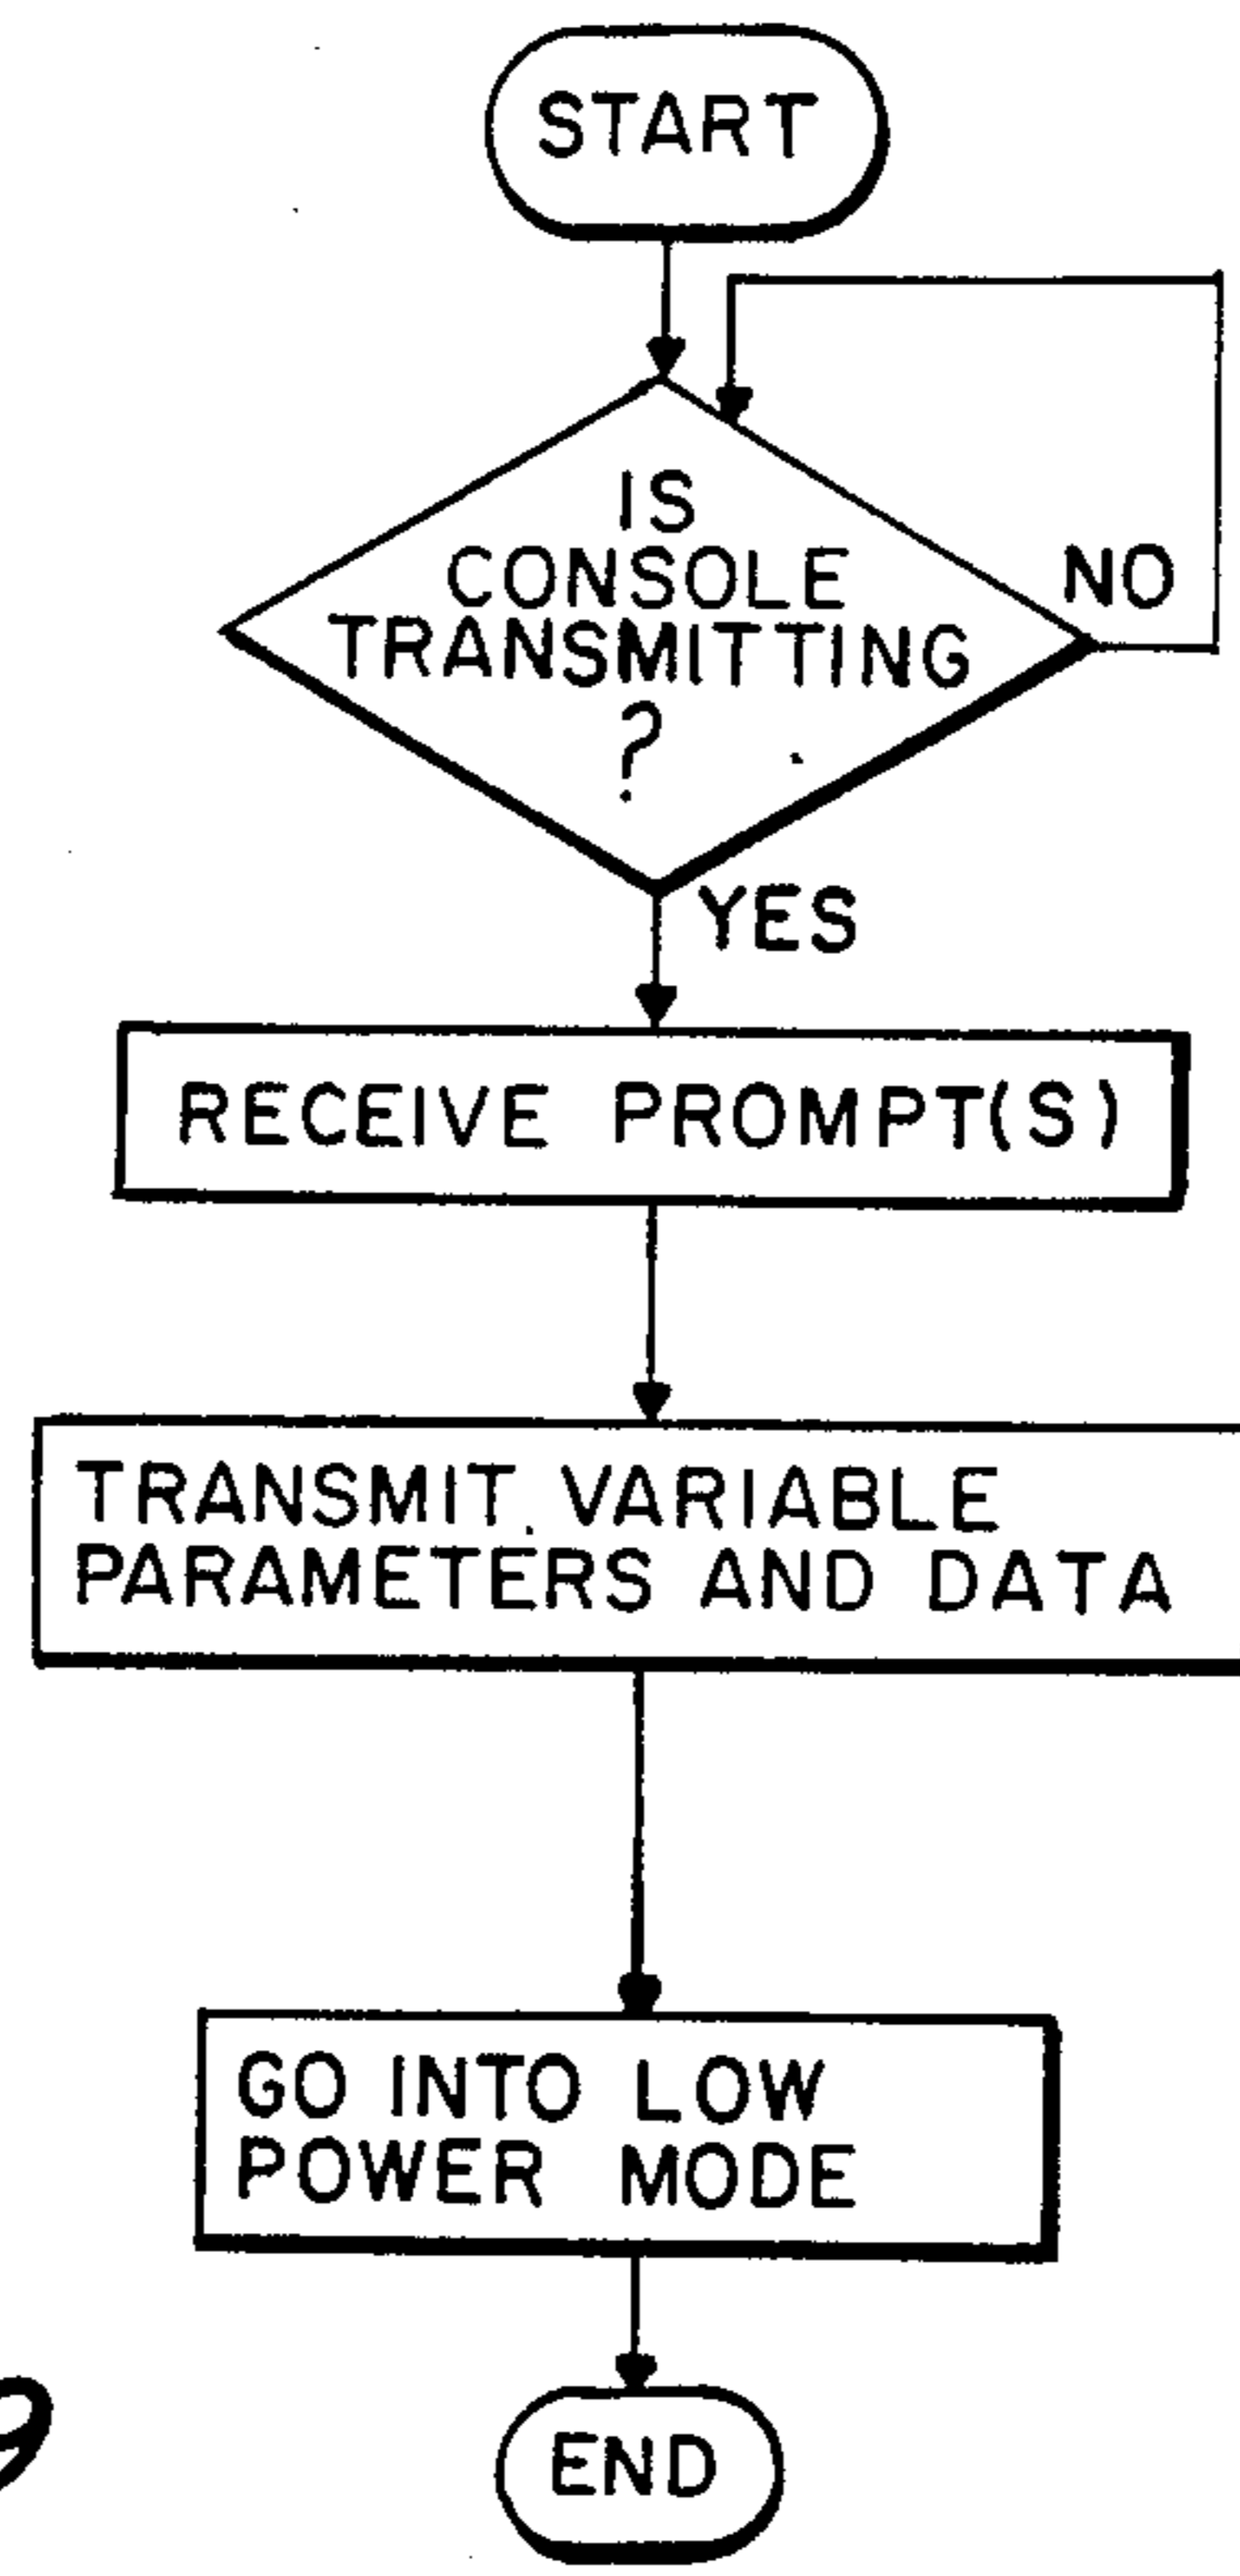 START
IS
CONSOLE
TRANSMITTING
?
NO
YES
RECEIVE PROMPT(S)
TRANSMIT VARIABLE
PARAMETERS AND DATA
GO INTO LOW
POWER MODE
END